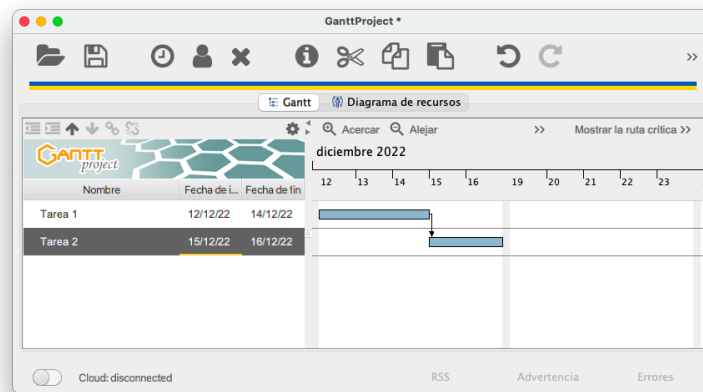 GanttProject *
Gantt
Diagrama de recursos
Acercar
Alejar
Mostrar la ruta crítica
GANTT
project
diciembre 2022
12 13 14 15 16 19 20 21 22 23
Nombre Fecha de i... Fecha de fin
Tarea 1 12/12/22 14/12/22
Tarea 2 15/12/22 16/12/22
Cloud: disconnected
RSS
Advertencia
Errores